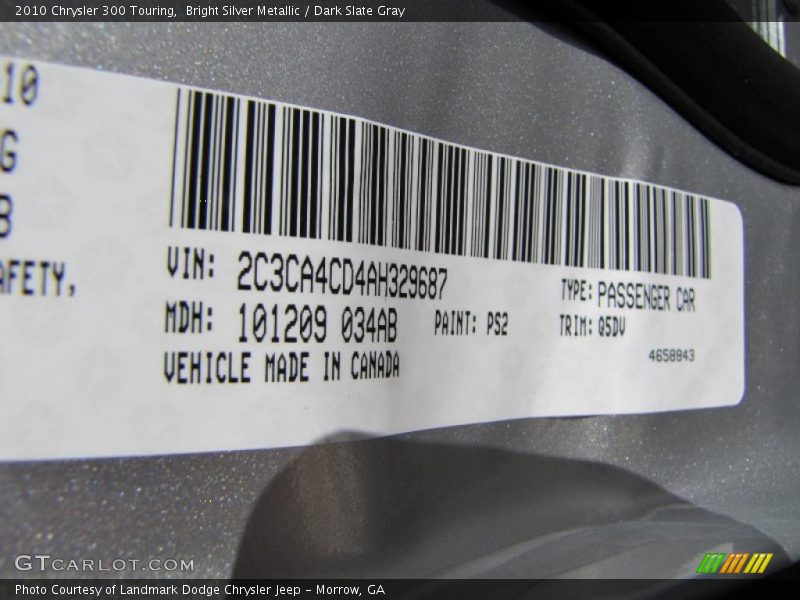 2010 Chrysler 300 Touring, Bright Silver Metallic / Dark Slate Gray
10
G
B
AFETY,
VIN: 2C3CA4CD4AH329687
TYPE: PASSENGER CAR
MDH: 101209 034AB PAINT: PS2
TRIM: Q5DV
VEHICLE MADE IN CANADA
4658843
GTCARLOT.COM
Photo Courtesy of Landmark Dodge Chrysler Jeep - Morrow, GA